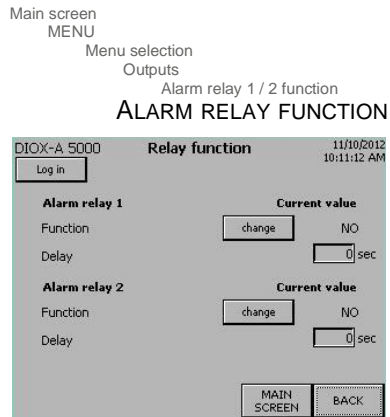 Main screen
MENU
Menu selection
Outputs
Alarm relay 1 / 2 function
ALARM RELAY FUNCTION
DIOX-A 5000 Relay function 11/10/2012
Log in 10:11:12 AM
Alarm relay 1 Current value
Function change NO
Delay 0 sec
Alarm relay 2 Current value
Function change NO
Delay 0 sec
MAIN SCREEN BACK